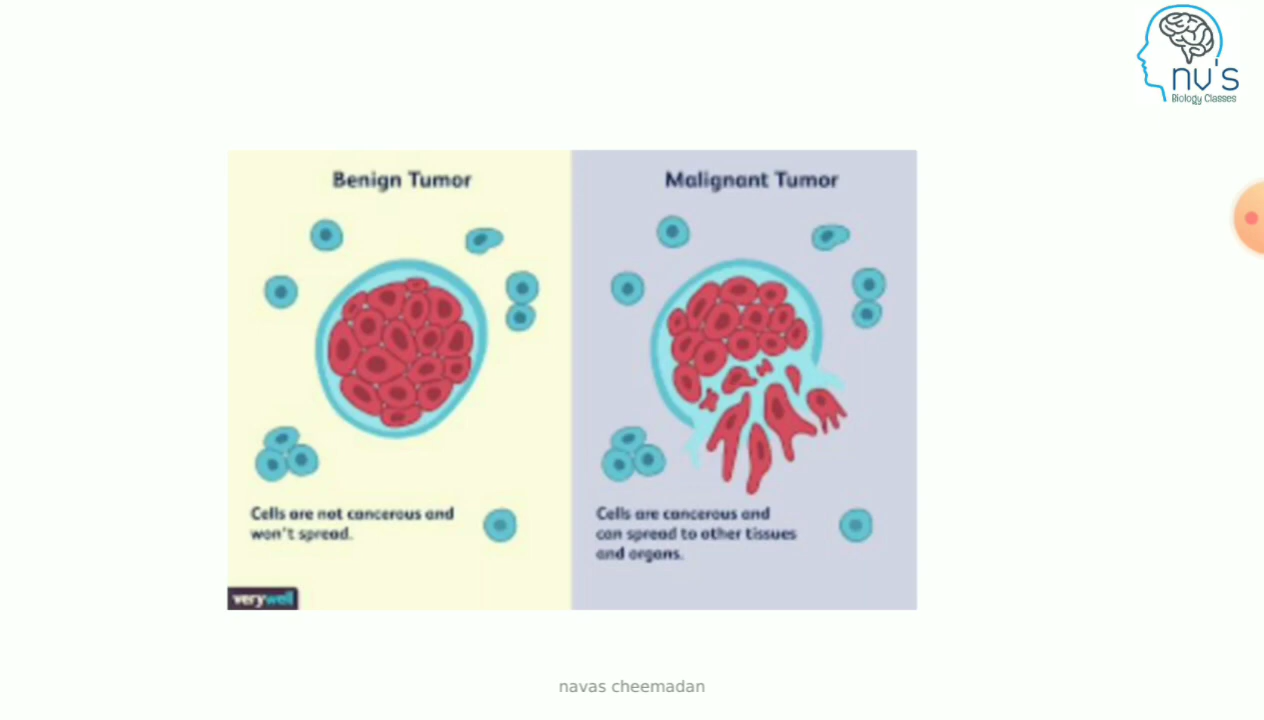 nv's
Biology Classes
Benign Tumor
Cells are not cancerous and
won't spread.
verywell
Malignant Tumor
Cells are cancerous and
can spread to other tissues
and organs.
navas cheemadan